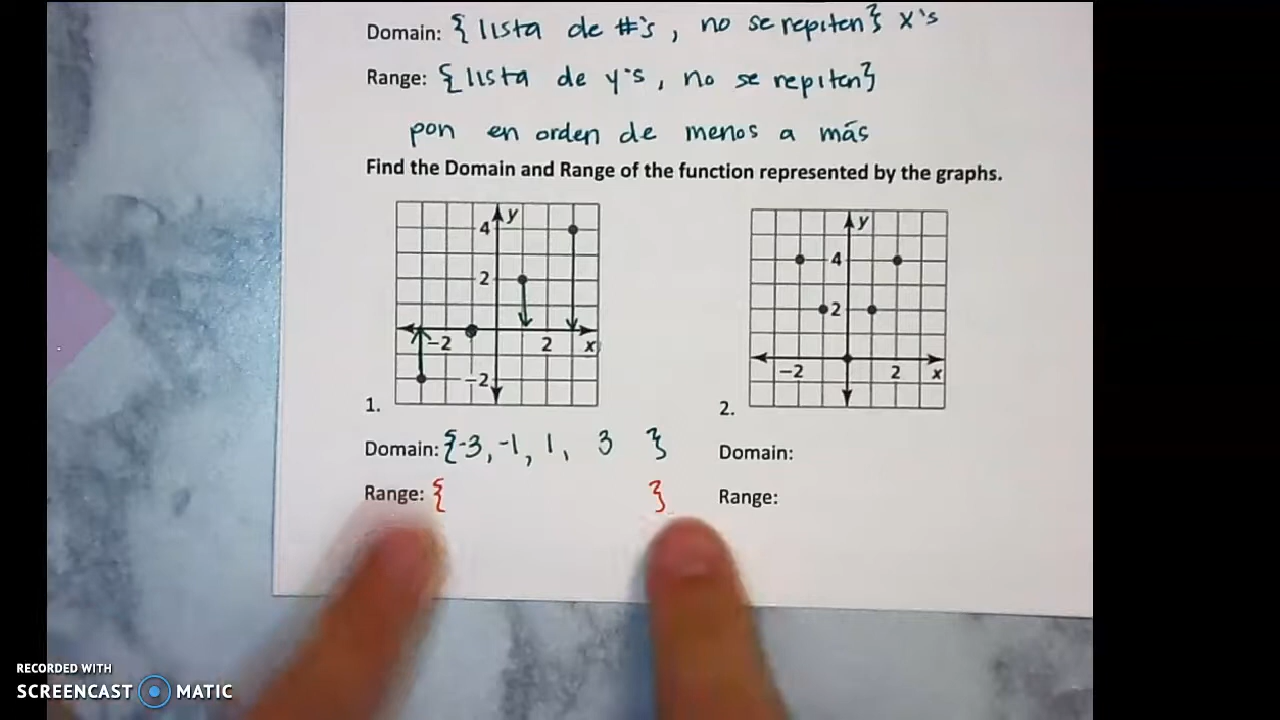 Domain: {lista de #'s, no se repiten} x's
Range: {lista de y's, no se repiten}
pon en orden de menos a más
Find the Domain and Range of the function represented by the graphs.
4 y
2
-2 2 x
-2
1.
y
4
2
-2 2 x
2.
Domain: {-3, -1, 1, 3 }
Range: { }
Domain:
Range:
RECORDED WITH
SCREENCAST MATIC